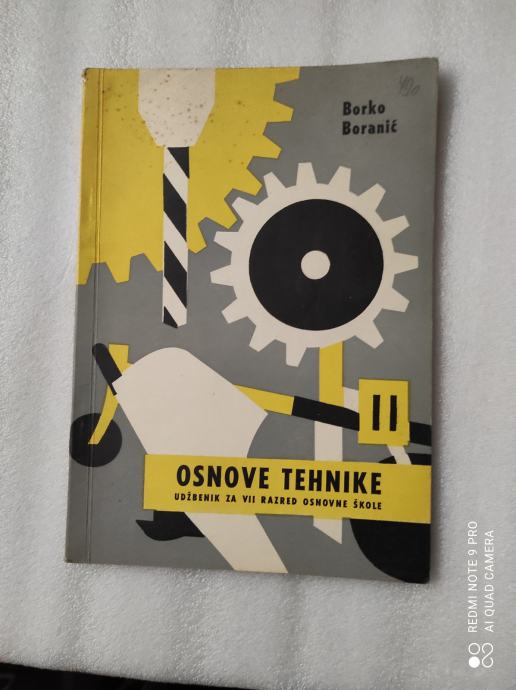 Borko
Boranić
II
OSNOVE TEHNIKE
UDŽBENIK ZA VII RAZRED OSNOVNE ŠKOLE
REDMI NOTE 9 PRO
AI QUAD CAMERA